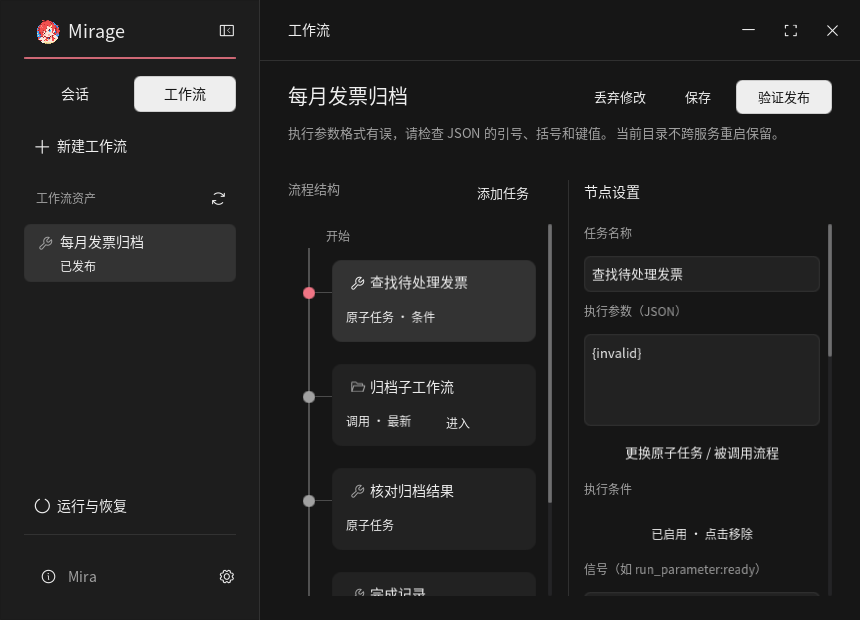 Mirage
会话
工作流
新建工作流
工作流资产
每月发票归档
已发布
运行与恢复
Mira
工作流
每月发票归档
丢弃修改
保存
验证发布
执行参数格式有误，请检查 JSON 的引号、括号和键值。当前目录不跨服务重启保留。
流程结构
添加任务
开始
查找待处理发票
原子任务 · 条件
归档子工作流
调用 · 最新
进入
核对归档结果
原子任务
完成记录
节点设置
任务名称
查找待处理发票
执行参数（JSON）
{invalid}
更换原子任务 / 被调用流程
执行条件
已启用 · 点击移除
信号（如 run_parameter:ready）